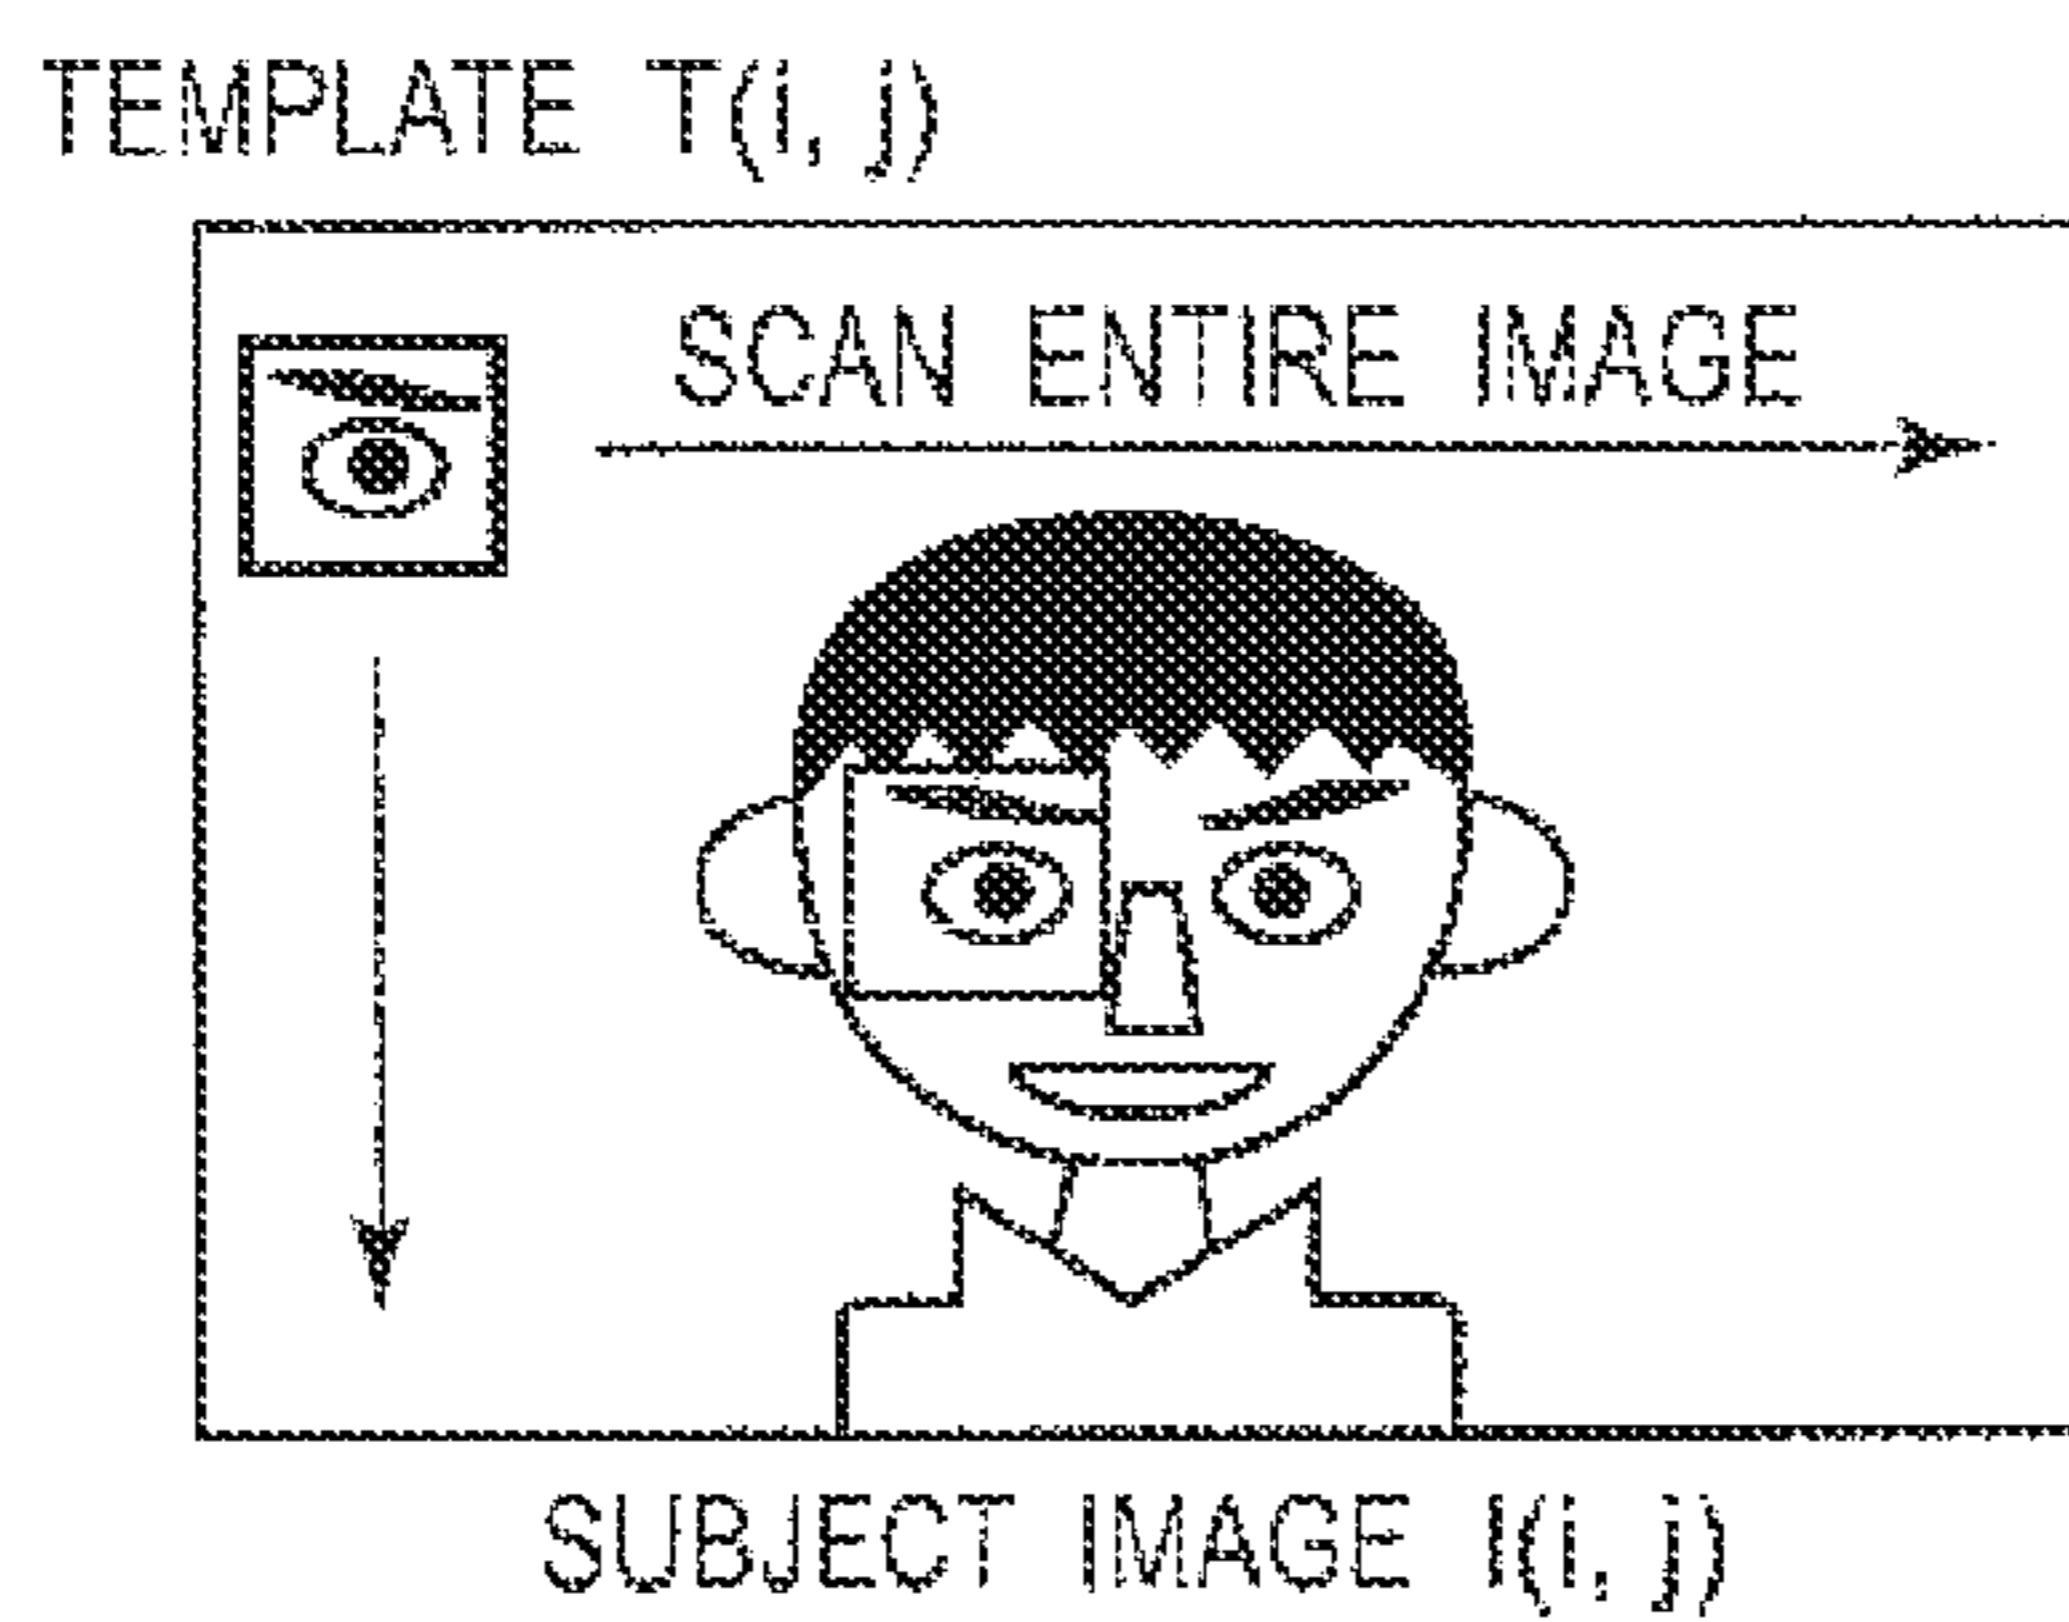 TEMPLATE T(i, j)
SCAN ENTIRE IMAGE
SUBJECT IMAGE I(i, j)